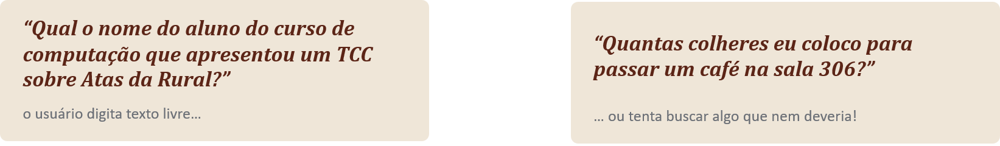 “Qual o nome do aluno do curso de
computação que apresentou um TCC
sobre Atas da Rural?”
o usuário digita texto livre...
“Quantas colheres eu coloco para
passar um café na sala 306?”
... ou tenta buscar algo que nem deveria!